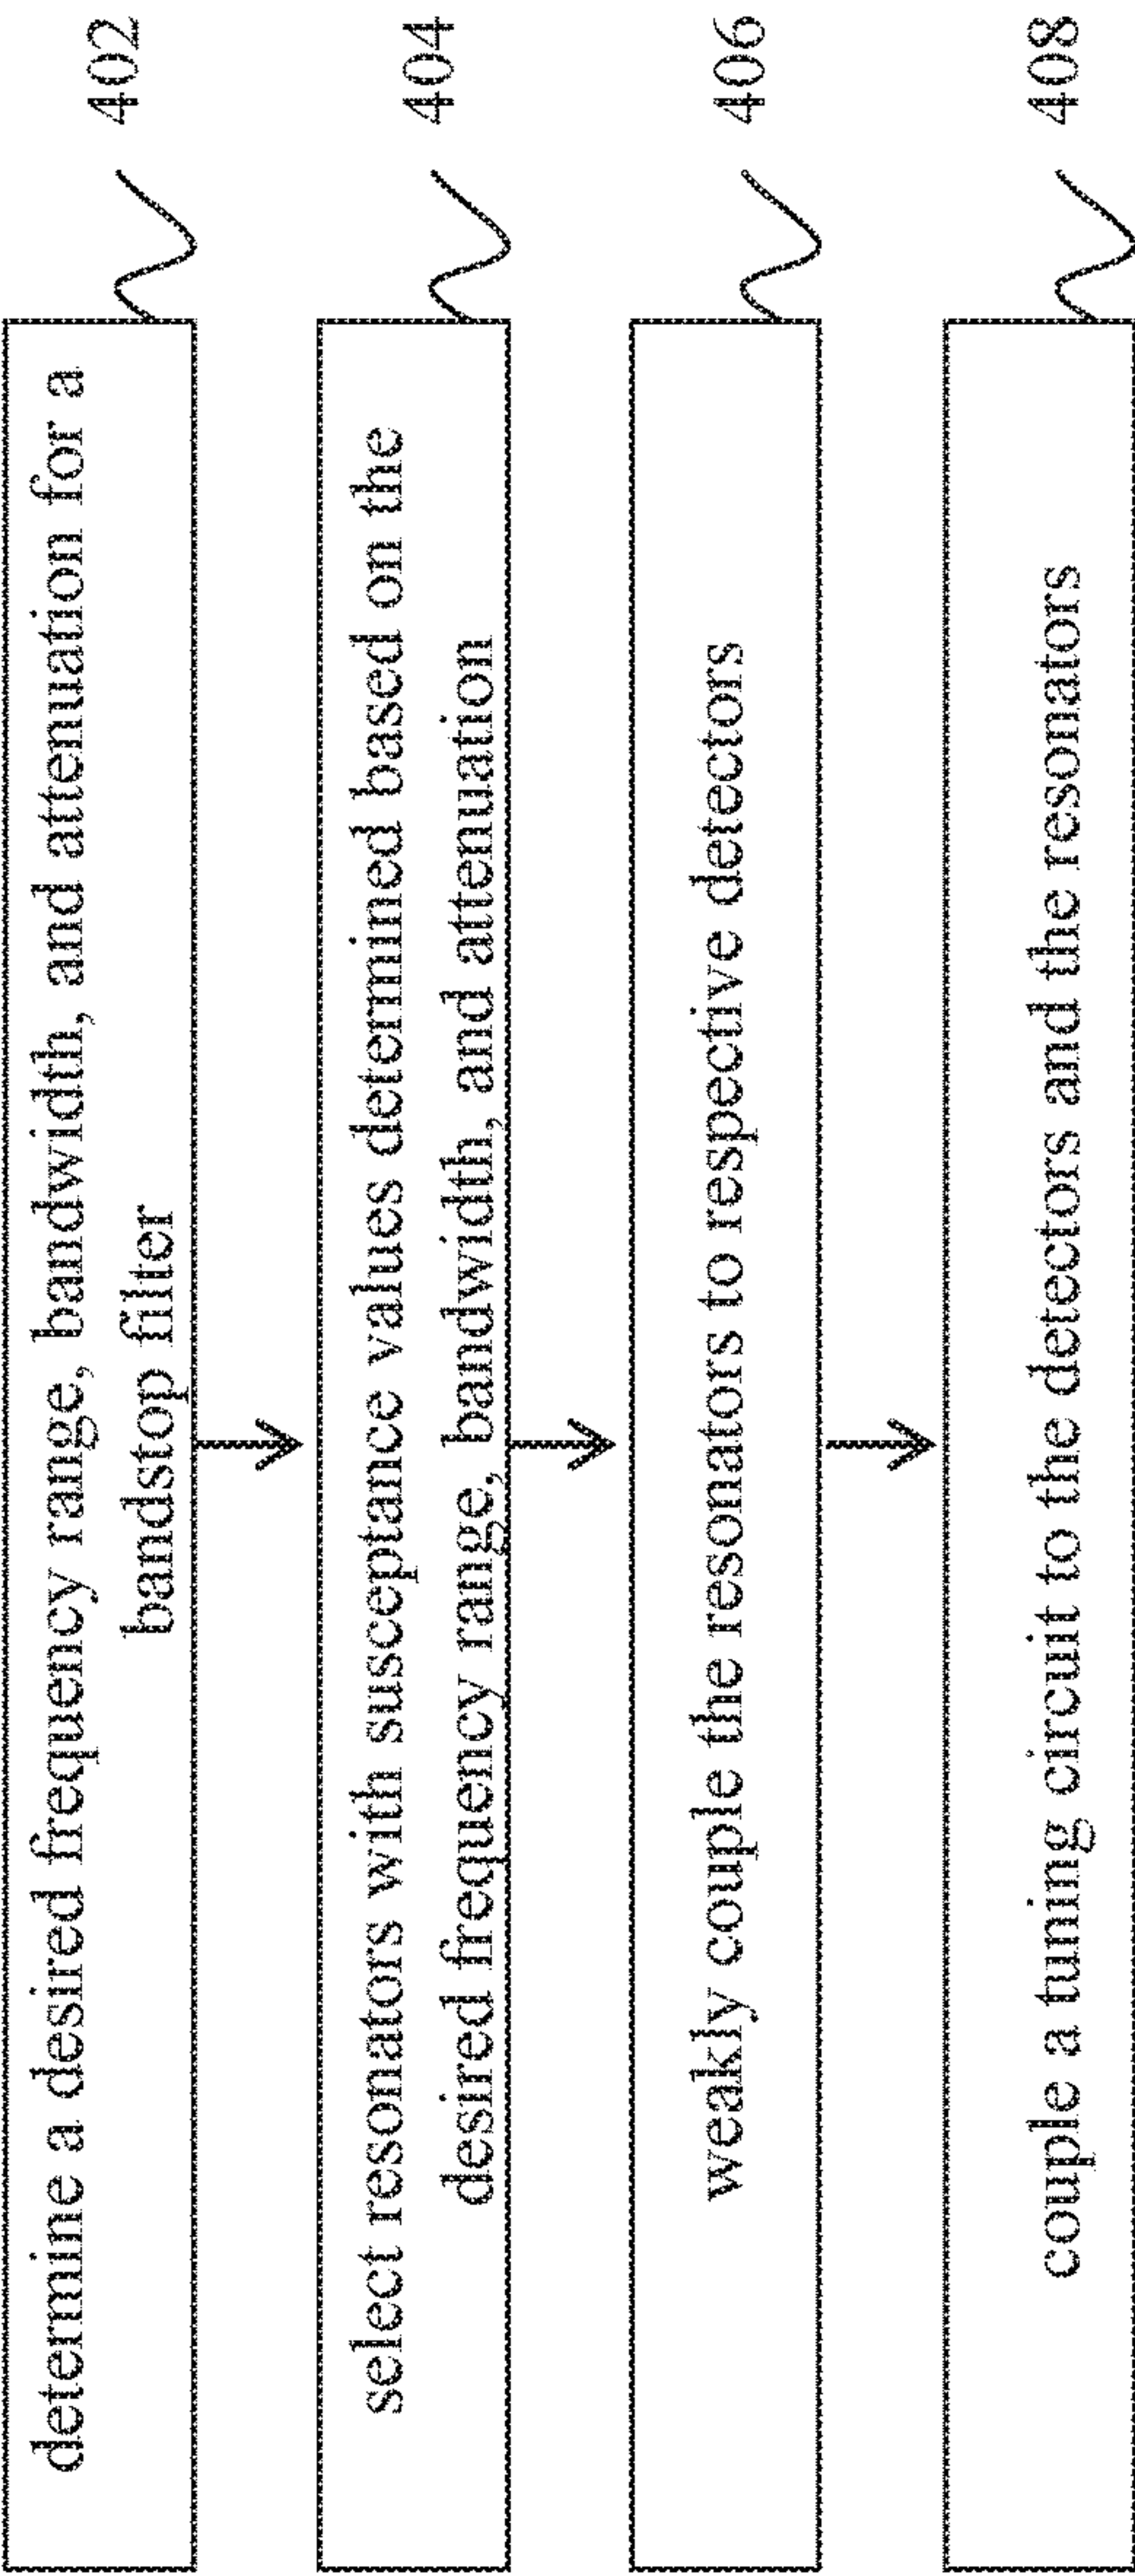 determine a desired frequency range, bandwidth, and attenuation for a
bandstop filter
402
select resonators with susceptance values determined based on the
desired frequency range, bandwidth, and attenuation
404
weakly couple the resonators to respective detectors
406
couple a tuning circuit to the detectors and the resonators
408